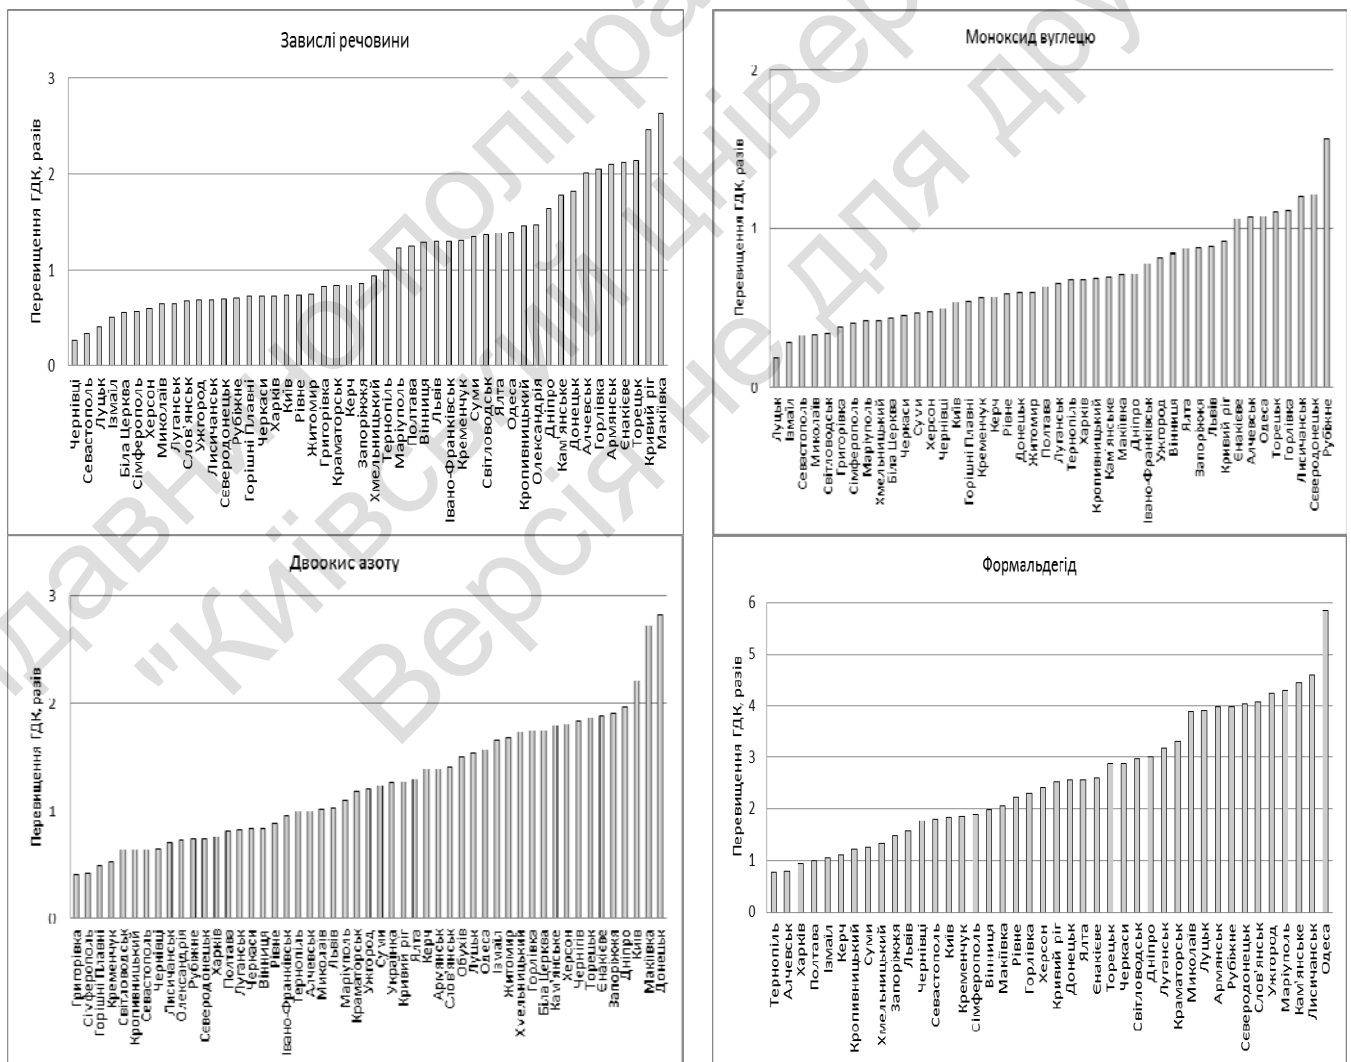 Завислі речовини
Перевищення ГДК, разів
3
2
1
0
Чернівці
Севастополь
Луцьк
Ізмаїл
Біла Церква
Сімферополь
Херсон
Миколаїв
Луганськ
Слов'янськ
Ужгород
Лисичанськ
Сєверодонецьк
Рубіжне
Горішні Плавні
Черкаси
Харків
Київ
Рівне
Житомир
Григорівка
Краматорськ
Керч
Запоріжжя
Хмельницький
Тернопіль
Маріуполь
Полтава
Вінниця
Львів
Івано-Франківськ
Кременчук
Суми
Світловодськ
Ялта
Одеса
Кропивницький
Олександрія
Дніпро
Кам'янське
Донецьк
Алчевськ
Горлівка
Армянськ
Єнакієве
Торецьк
Кривий ріг
Макіївка
Моноксид вуглецю
Перевищення ГДК, разів
2
1
0
Луцьк
Ізмаїл
Севастополь
Миколаїв
Світловодськ
Григорівка
Сімферополь
Маріуполь
Хмельницький
Біла Церква
Черкаси
Суми
Херсон
Чернівці
Київ
Горішні Плавні
Кременчук
Керч
Рівне
Донецьк
Житомир
Полтава
Луганськ
Тернопіль
Харків
Кропивницький
Кам'янське
Макіївка
Дніпро
Івано-Франківськ
Ужгород
Вінниця
Ялта
Запоріжжя
Львів
Кривий ріг
Єнакієве
Алчевськ
Одеса
Торецьк
Горлівка
Лисичанськ
Сєверодонецьк
Рубіжне
Двоокис азоту
Перевищення ГДК, разів
3
2
1
0
Григорівка
Сімферополь
Горішні Плавні
Кременчук
Світловодськ
Кропивницький
Севастополь
Чернівці
Лисичанськ
Олександрія
Рубіжне
Сєверодонецьк
Харків
Полтава
Луганськ
Черкаси
Вінниця
Рівне
Івано-Франківськ
Тернопіль
Алчевськ
Миколаїв
Львів
Маріуполь
Краматорськ
Ужгород
Суми
Українка
Кривий ріг
Ялта
Керч
Армянськ
Слов'янськ
Обухів
Луцьк
Одеса
Ізмаїл
Житомир
Хмельницький
Горлівка
Біла Церква
Кам'янське
Херсон
Чернігів
Торецьк
Єнакієве
Запоріжжя
Дніпро
Київ
Макіївка
Донецьк
Формальдегід
Перевищення ГДК, разів
6
5
4
3
2
1
0
Тернопіль
Алчевськ
Харків
Полтава
Ізмаїл
Керч
Кропивницький
Суми
Хмельницький
Запоріжжя
Львів
Чернівці
Севастополь
Київ
Кременчук
Сімферополь
Вінниця
Рівне
Горлівка
Херсон
Кривий ріг
Донецьк
Ялта
Єнакієве
Торецьк
Черкаси
Світловодськ
Дніпро
Луганськ
Краматорськ
Миколаїв
Луцьк
Армянськ
Рубіжне
Сєверодонецьк
Слов'янськ
Ужгород
Маріуполь
Кам'янське
Лисичанськ
Одеса
"Київський
Версія не для